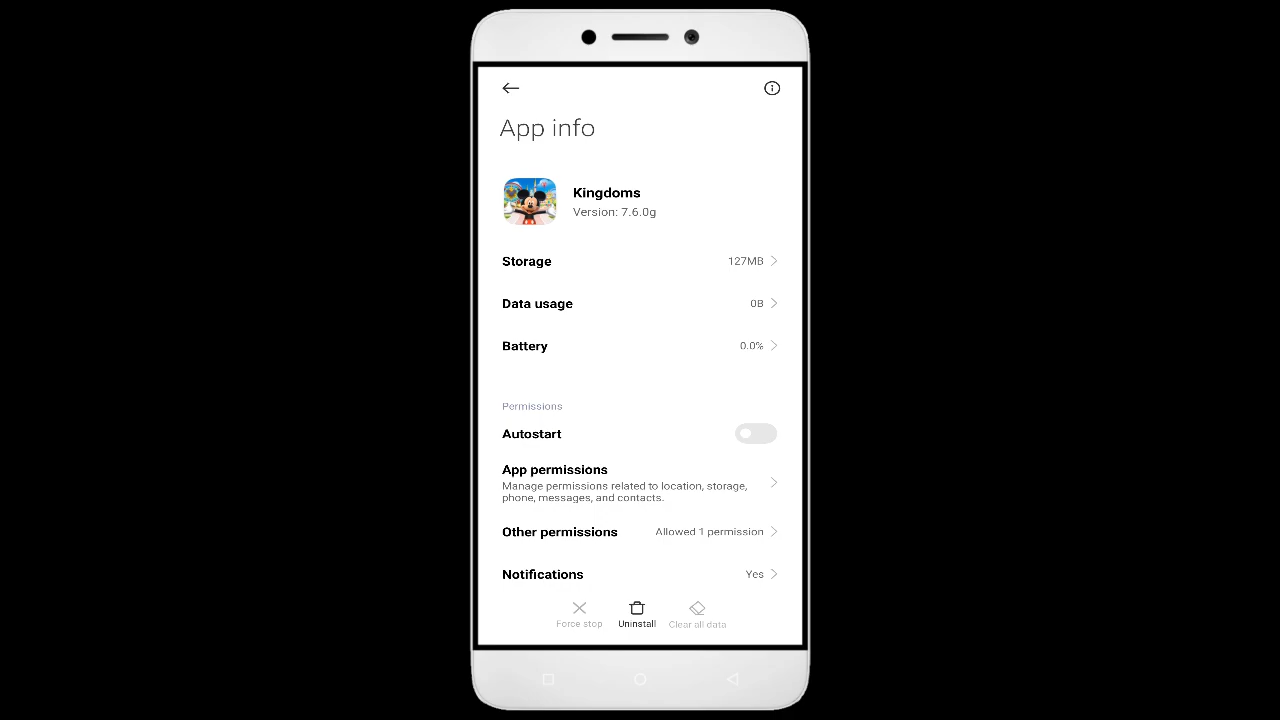 App info
Kingdoms
Version: 7.6.0g
Storage 127MB
Data usage 0B
Battery 0.0%
Permissions
Autostart
App permissions
Manage permissions related to location, storage,
phone, messages, and contacts.
Other permissions Allowed 1 permission
Notifications Yes
Force stop Uninstall Clear all data